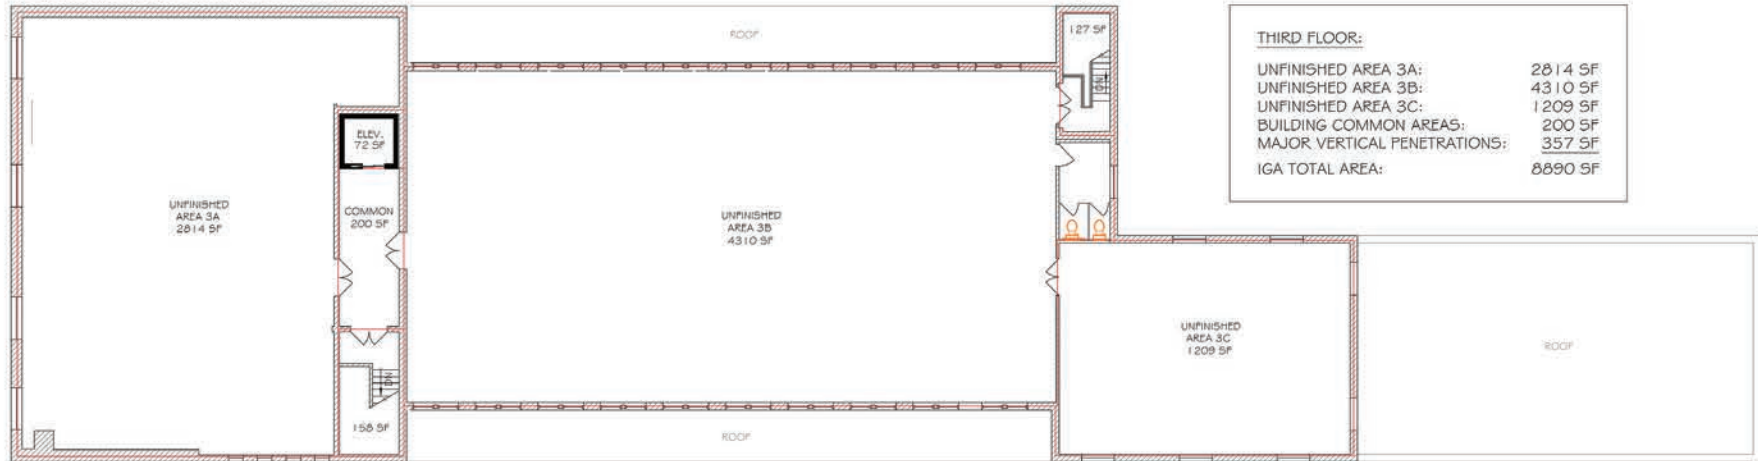 ROOF
127 SF
DN
ELEV.
72 SF
COMMON
200 SF
UNFINISHED
AREA 3A
2814 SF
UNFINISHED
AREA 3B
4310 SF
UNFINISHED
AREA 3C
1209 SF
ROOF
DN
158 SF
ROOF
THIRD FLOOR:
UNFINISHED AREA 3A: 2814 SF
UNFINISHED AREA 3B: 4310 SF
UNFINISHED AREA 3C: 1209 SF
BUILDING COMMON AREAS: 200 SF
MAJOR VERTICAL PENETRATIONS: 357 SF
IGA TOTAL AREA: 8890 SF